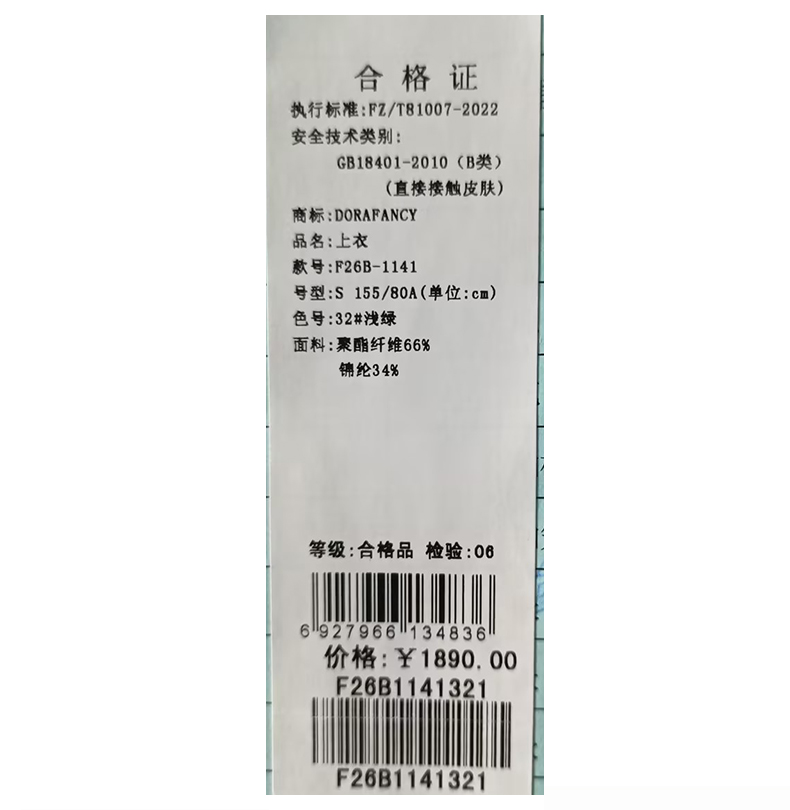 合格证
执行标准:FZ/T81007-2022
安全技术类别:
GB18401-2010（B类）
(直接接触皮肤)
商标:DORAFANCY
品名:上衣
款号:F26B-1141
号型:S 155/80A(单位:cm)
色号:32#浅绿
面料:聚酯纤维66%
锦纶34%
等级:合格品 检验:06
6 927966 134836
价格:￥1890.00
F26B1141321
F26B1141321